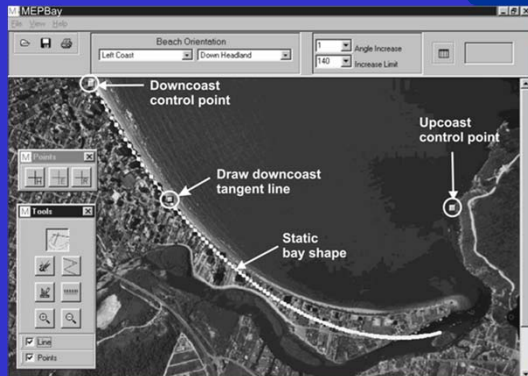 MEPBay
File View Help
Beach Orientation
Left Coast
Down Headland
1
Angle Increase
140
Increase Limit
Downcoast
control point
Upcoast
control point
Points
Draw downcoast
tangent line
Tools
Static
bay shape
Line
Points